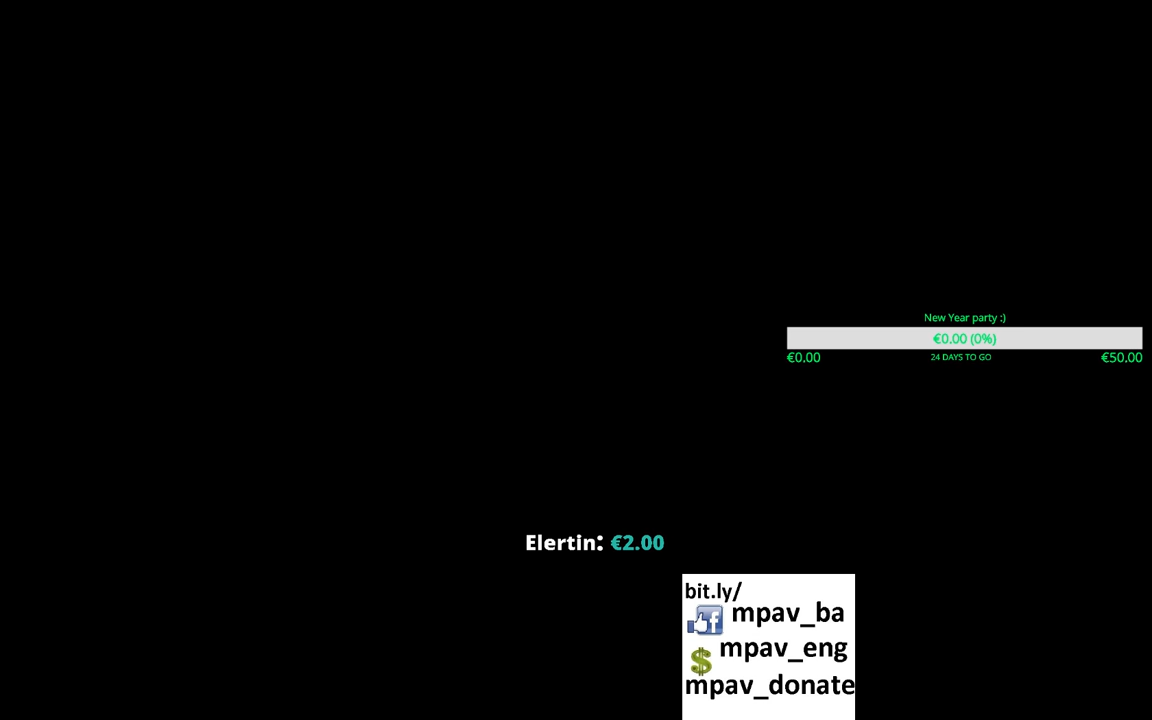 New Year party :)
€0.00 (0%)
€0.00 24 DAYS TO GO €50.00
Elertin: €2.00
bit.ly/
f mpav_ba
mpav_eng
$
mpav_donate